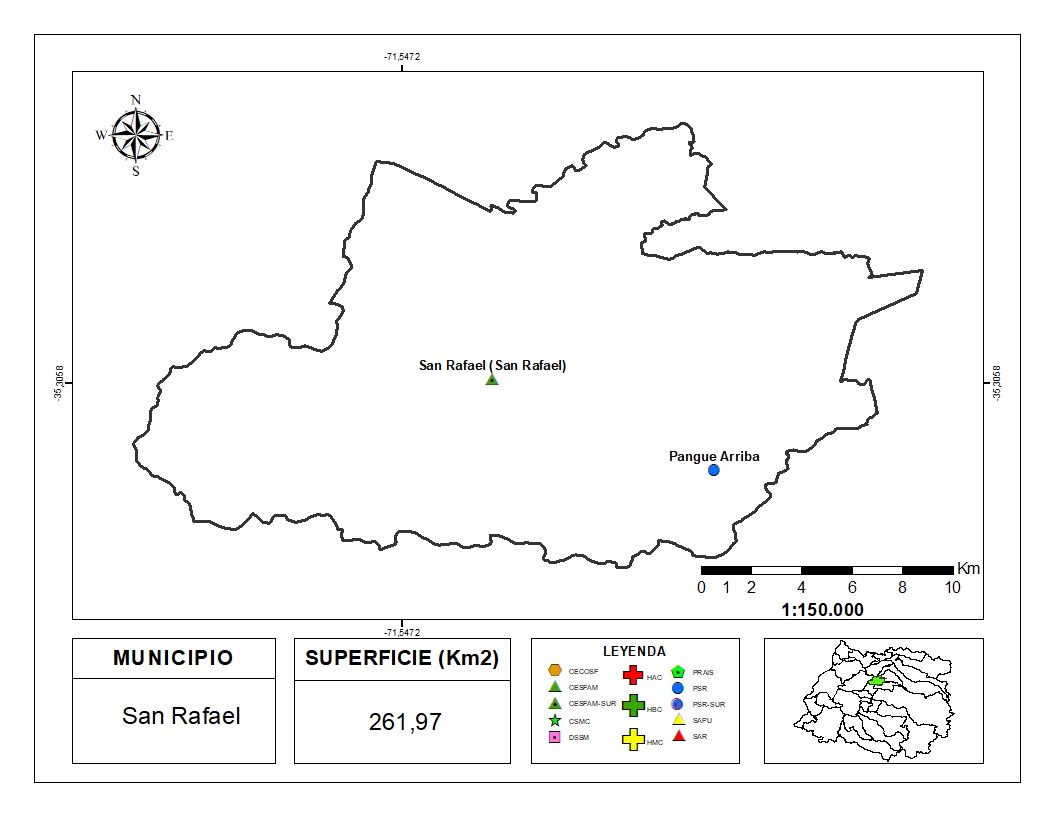 -71,5472
N
W E
S
San Rafael (San Rafael)
-35,3058
-35,3058
Pangue Arriba
Km
0 1 2 4 6 8 10
1:150.000
-71,5472
MUNICIPIO
San Rafael
SUPERFICIE (Km2)
261,97
LEYENDA
CECOSF
CESFAM
CESFAM-SUR
CSMC
DSSM
HAC
HBC
HMC
PRAIS
PSR
PSR-SUR
SAPU
SAR